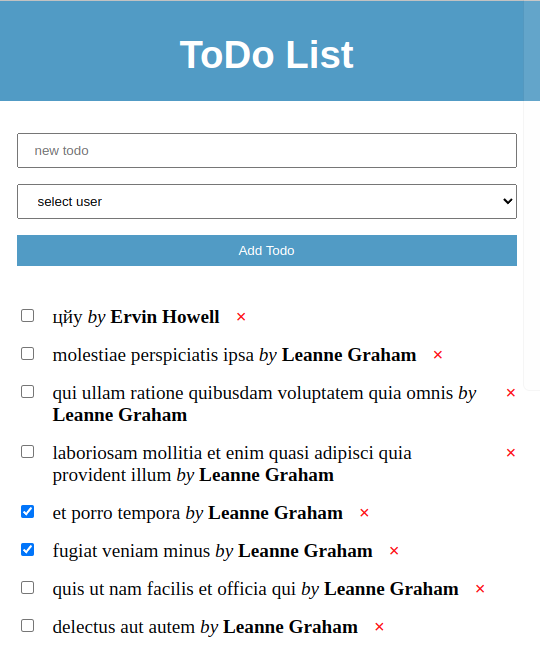 ToDo List
new todo
select user
Add Todo
цйу by Ervin Howell ×
molestiae perspiciatis ipsa by Leanne Graham ×
qui ullam ratione quibusdam voluptatem quia omnis by ×
Leanne Graham
laboriosam mollitia et enim quasi adipisci quia ×
provident illum by Leanne Graham
et porro tempora by Leanne Graham ×
fugiat veniam minus by Leanne Graham ×
quis ut nam facilis et officia qui by Leanne Graham ×
delectus aut autem by Leanne Graham ×